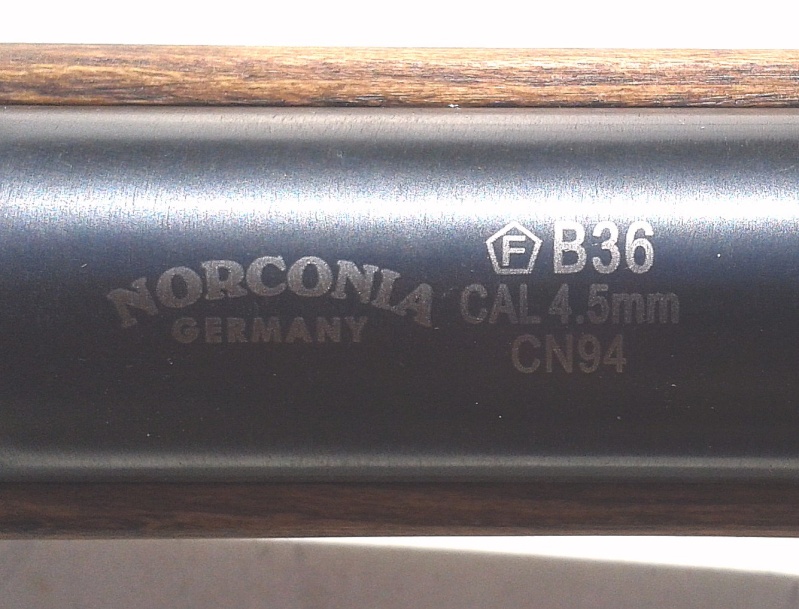 NORCONIA
GERMANY
F B36
CAL 4.5mm
CN94